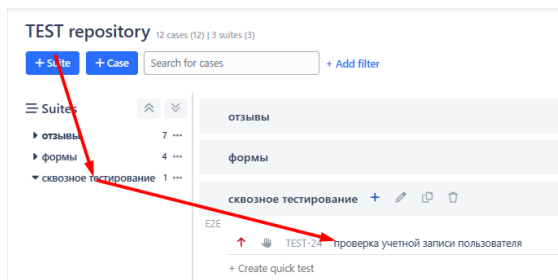 TEST repository 12 cases (12) | 3 suites (3)
+ Suite + Case Search for cases + Add filter
Suites
отзывы 7 ···
формы 4 ···
сквозное тестирование 1 ···
отзывы
формы
сквозное тестирование
E2E
TEST-24 проверка учетной записи пользователя
+ Create quick test